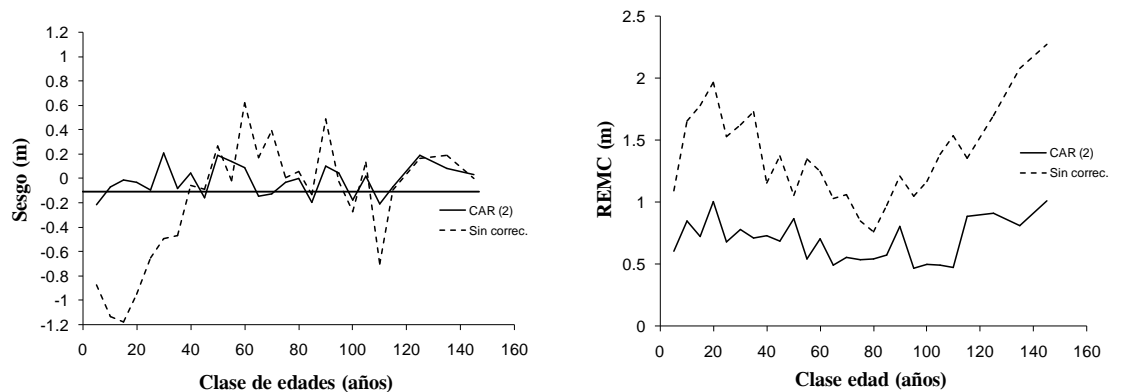 Sesgo (m)
1.2
1
0.8
0.6
0.4
0.2
0
-0.2
-0.4
-0.6
-0.8
-1
-1.2
0 20 40 60 80 100 120 140 160
Clase de edades (años)
CAR (2)
Sin correc.
REMC (m)
2.5
2
1.5
1
0.5
0
0 20 40 60 80 100 120 140 160
Clase edad (años)
CAR (2)
Sin correc.